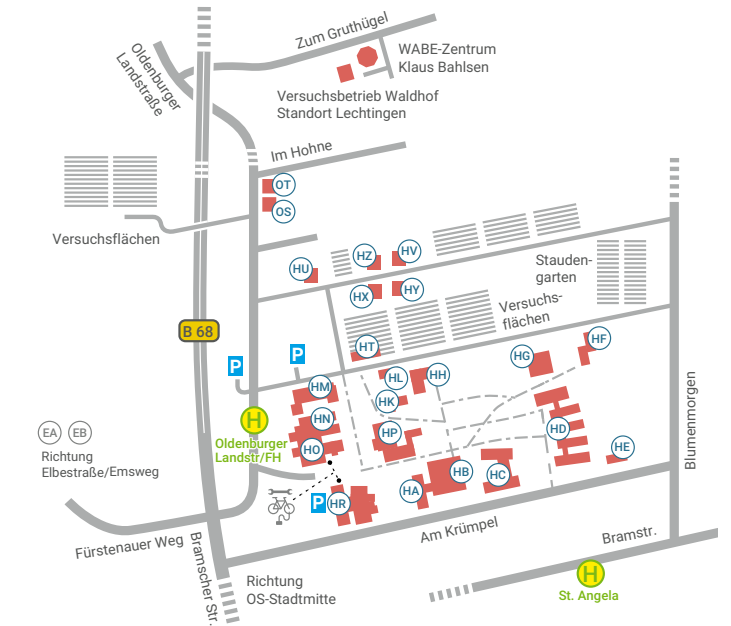 Zum Gruthügel
Oldenburger
Landstraße
WABE-Zentrum
Klaus Bahlsen
Versuchsbetrieb Waldhof
Standort Lechtingen
Im Hohne
OT
OS
Versuchsflächen
HU
HZ
HV
HX
HY
Stauden-
garten
Versuchs-
flächen
B 68
P
P
HT
HF
HG
HL
HH
HM
HK
HN
HP
HO
HD
HE
H
Oldenburger
Landstr/FH
EA
EB
Richtung
Elbestraße/Emsweg
HB
HC
HA
P
HR
Blumenmorgen
Am Krümpel
Fürstenauer Weg
Bramscher Str.
Bramstr.
Richtung
OS-Stadtmitte
H
St. Angela